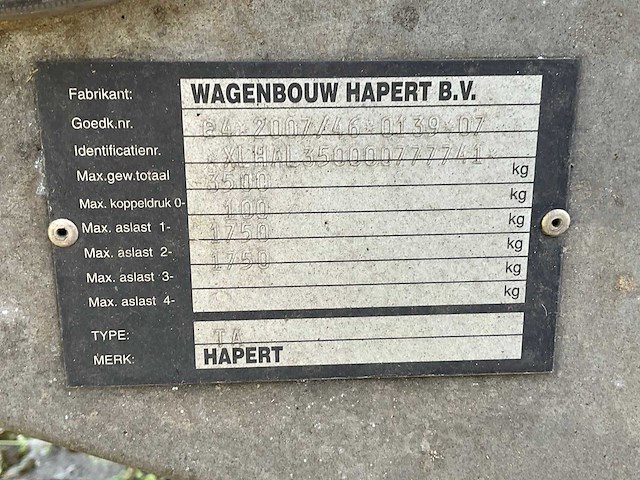 Fabrikant: WAGENBOUW HAPERT B.V.
Goedk.nr. e4*2007/46*0139*07
Identificatienr. *XLHAL350000777741*
Max.gew.totaal 3500 kg
Max. koppeldruk 0- 100 kg
Max. aslast 1- 1750 kg
Max. aslast 2- 1750 kg
Max. aslast 3- kg
Max. aslast 4- kg
TYPE: TA
MERK: HAPERT